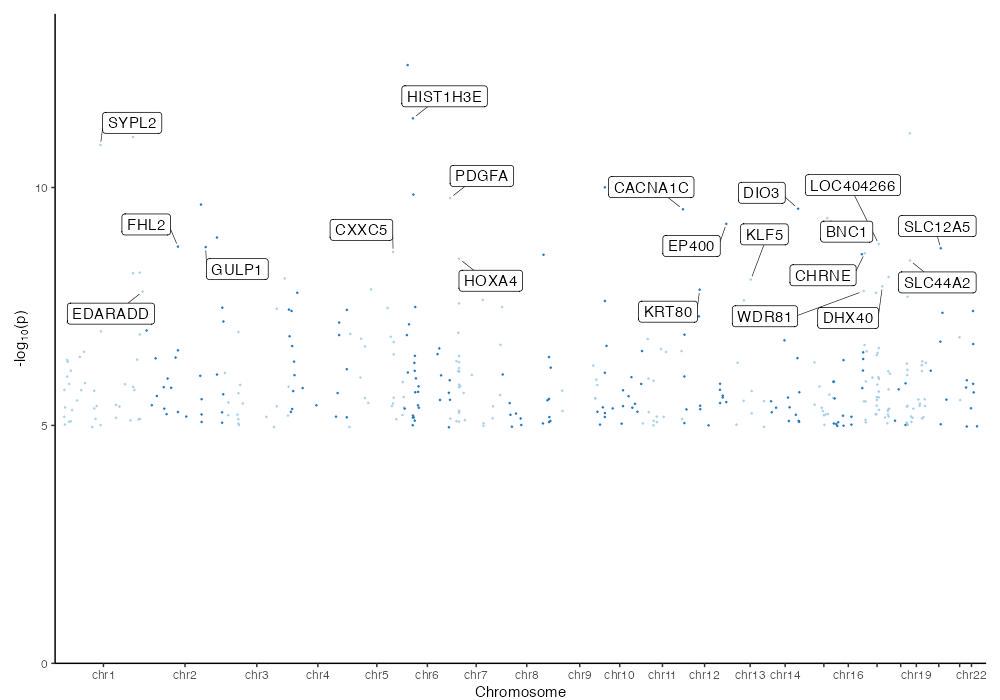 HIST1H3E
SYPL2
PDGFA
CACNA1C
DIO3
LOC404266
10
FHL2
CXXC5
EP400
KLF5
BNC1
SLC12A5
GULP1
HOXA4
CHRNE
SLC44A2
EDARADD
KRT80
WDR81
DHX40
-log10(p)
5
0
chr1 chr2 chr3 chr4 chr5 chr6 chr7 chr8 chr9 chr10 chr11 chr12 chr13 chr14 chr16 chr19 chr22
Chromosome